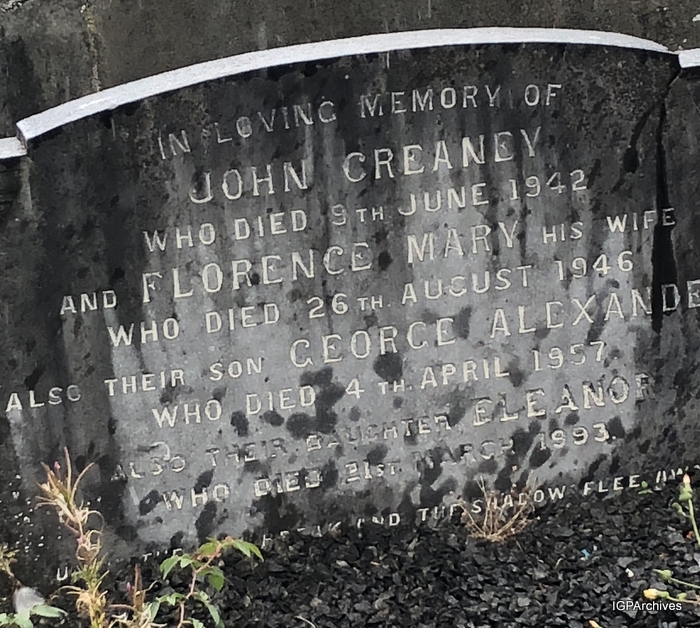 IN LOVING MEMORY OF
JOHN CREANEY
WHO DIED 9TH JUNE 1942
AND FLORENCE MARY HIS WIFE
WHO DIED 26TH. AUGUST 1946
ALSO THEIR SON GEORGE ALEXANDE
WHO DIED 4TH. APRIL 1957
ALSO THEIR DAUGHTER ELEANOR
WHO DIED 21ST. MARCH 1993.
AND THE SHADOW FLEE
IGPArchives